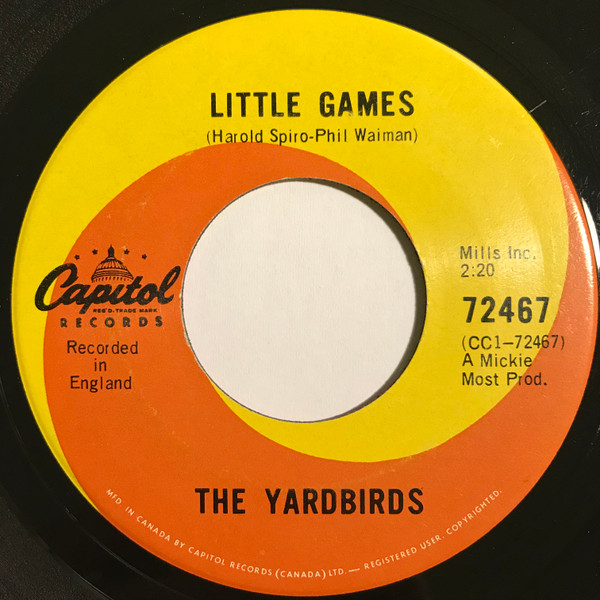 LITTLE GAMES
(Harold Spiro-Phil Waiman)
Capitol
REG'D. TRADE MARK
RECORDS
Recorded
in
England
Mills Inc.
2:20
72467
(CC1-72467)
A Mickie
Most Prod.
THE YARDBIRDS
MFD. IN CANADA BY CAPITOL RECORDS (CANADA) LTD. — REGISTERED USER. COPYRIGHTED.